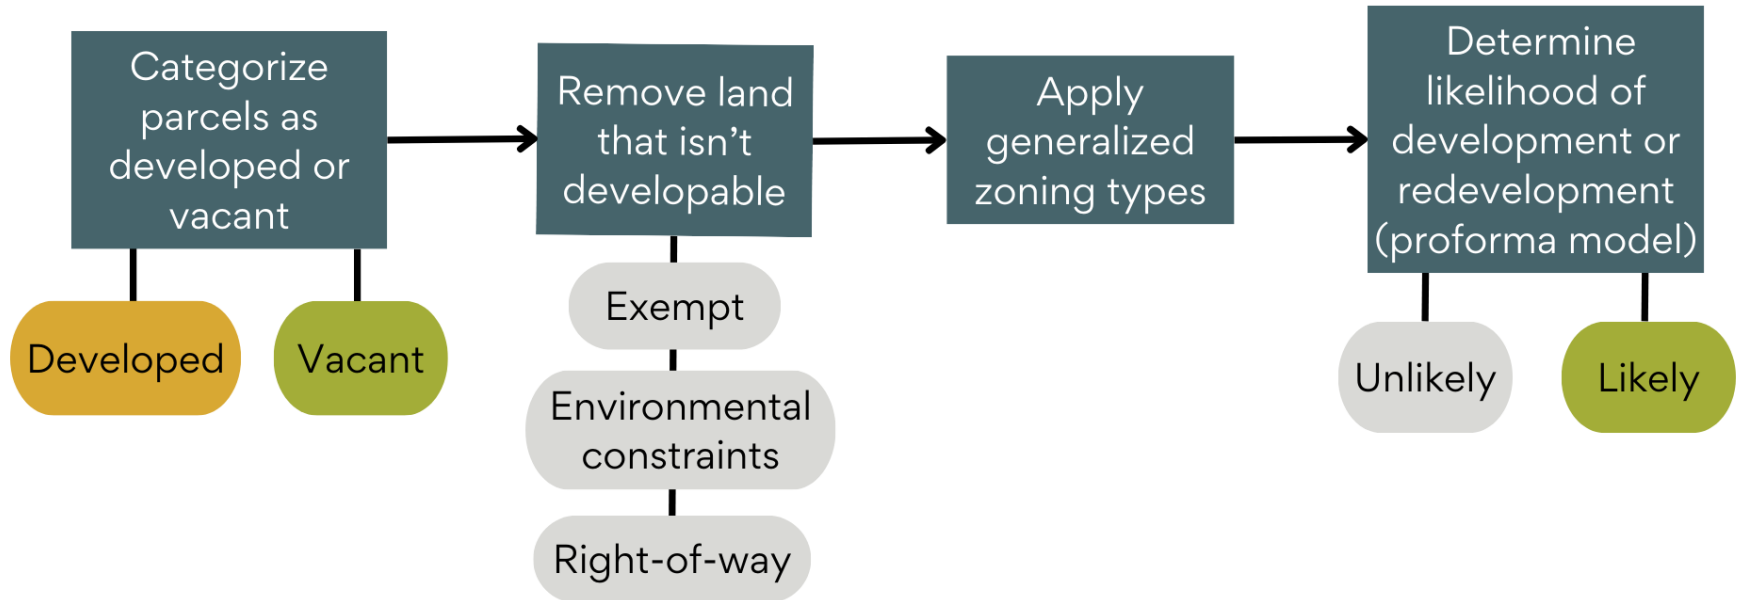 Categorize
parcels as
developed or
vacant
Developed
Vacant
Remove land
that isn’t
developable
Exempt
Environmental
constraints
Right-of-way
Apply
generalized
zoning types
Determine
likelihood of
development or
redevelopment
(proforma model)
Unlikely
Likely